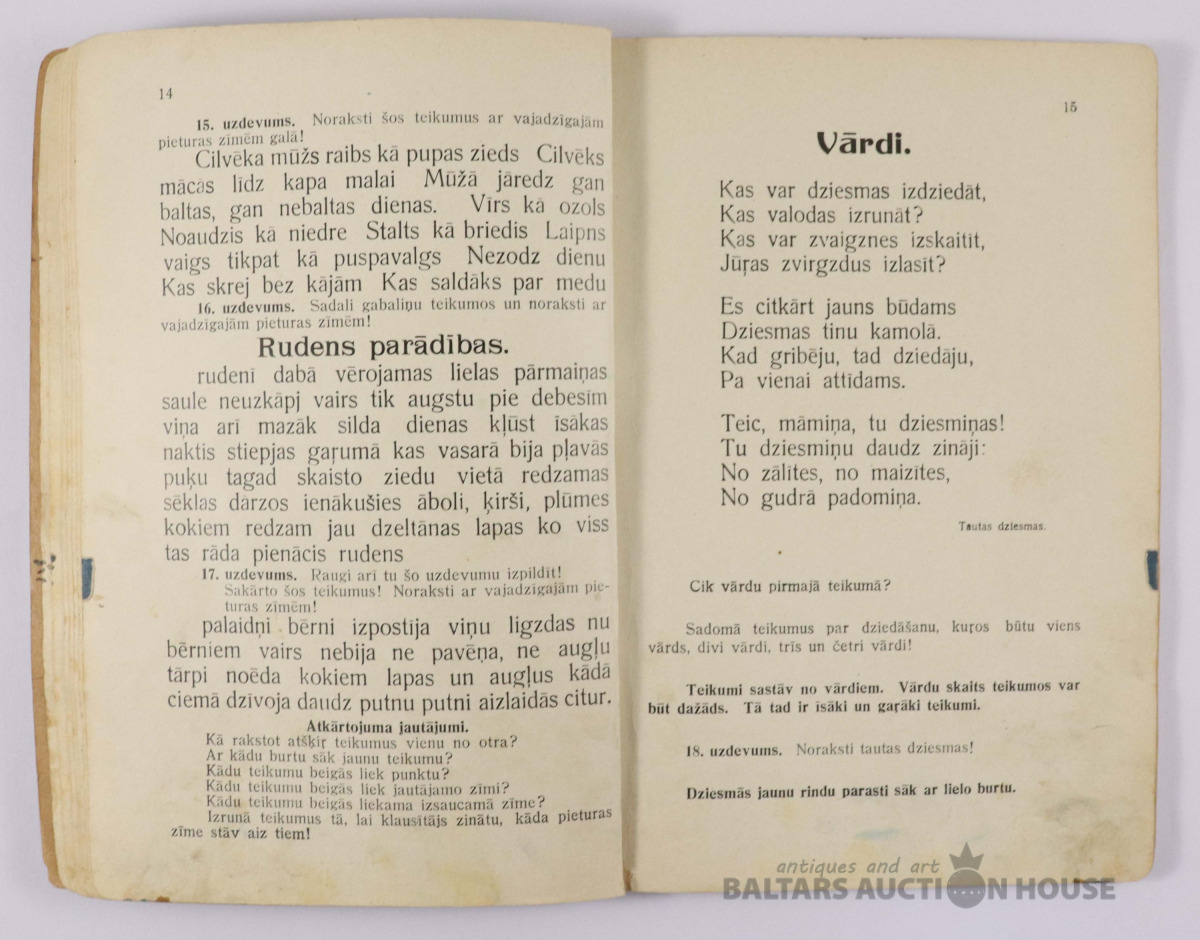 14
15. uzdevums. Noraksti šos teikumus ar vajadzīgajām
pieturas zīmēm galā!
Cilvēka mūžs raibs kā pupas zieds Cilvēks
mācās līdz kapa malai Mūžā jāredz gan
baltas, gan nebaltas dienas. Vīrs kā ozols
Noaudzis kā niedre Stalts kā briedis Laipns
vaigs tikpat kā puspavalgs Nezodz dienu
Kas skrej bez kājām Kas saldāks par medu
16. uzdevums. Sadali gabaliņu teikumos un noraksti ar
vajadzīgajām pieturas zīmēm!
Rudens parādības.
rudenī dabā vērojamas lielas pārmaiņas
saule neuzkāpj vairs tik augstu pie debesīm
viņa arī mazāk silda dienas kļūst īsākas
naktis stiepjas gaŗumā kas vasarā bija pļavās
puķu tagad skaisto ziedu vietā redzamas
sēklas dārzos ienākušies āboli, ķirši, plūmes
kokiem redzam jau dzeltānas lapas ko viss
tas rāda pienācis rudens
17. uzdevums. Raugi arī tu šo uzdevumu izpildīt!
Sakārto šos teikumus! Noraksti ar vajadzīgajām pie-
turas zīmēm!
palaidņi bērni izpostīja viņu ligzdas nu
bērniem vairs nebija ne pavēņa, ne augļu
tārpi noēda kokiem lapas un augļus kādā
ciemā dzīvoja daudz putnu putni aizlaidās citur.
Atkārtojuma jautājumi.
Kā rakstot atšķir teikumus vienu no otra?
Ar kādu burtu sāk jaunu teikumu?
Kādu teikumu beigās liek punktu?
Kādu teikumu beigās liek jautājamo zīmi?
Kādu teikumu beigās liekama izsaucamā zīme?
Izrunā teikumus tā, lai klausītājs zinātu, kāda pieturas
zīme stāv aiz tiem!
15
Vārdi.
Kas var dziesmas izdziedāt,
Kas valodas izrunāt?
Kas var zvaigznes izskaitīt,
Jūŗas zvirgzdus izlasīt?
Es citkārt jauns būdams
Dziesmas tinu kamolā.
Kad gribēju, tad dziedāju,
Pa vienai attīdams.
Teic, māmiņa, tu dziesmiņas!
Tu dziesmiņu daudz zināji:
No zālītes, no maizītes,
No gudrā padomiņa.
Tautas dziesmas.
Cik vārdu pirmajā teikumā?
Sadomā teikumus par dziedāšanu, kuŗos būtu viens
vārds, divi vārdi, trīs un četri vārdi!
Teikumi sastāv no vārdiem. Vārdu skaits teikumos var
būt dažāds. Tā tad ir īsāki un gaŗāki teikumi.
18. uzdevums. Noraksti tautas dziesmas!
Dziesmās jaunu rindu parasti sāk ar lielo burtu.
antiques and art
BALTARS AUCTION HOUSE